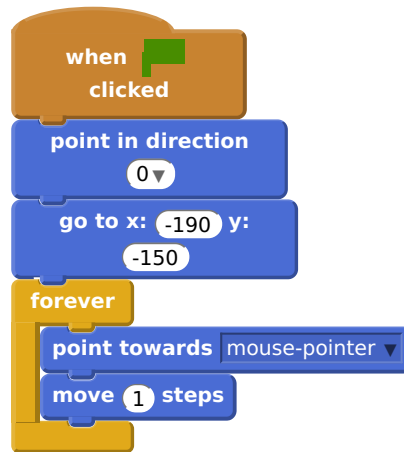 when
clicked
point in direction
0▼
go to x: -190 y:
-150
forever
point towards mouse-pointer ▼
move 1 steps